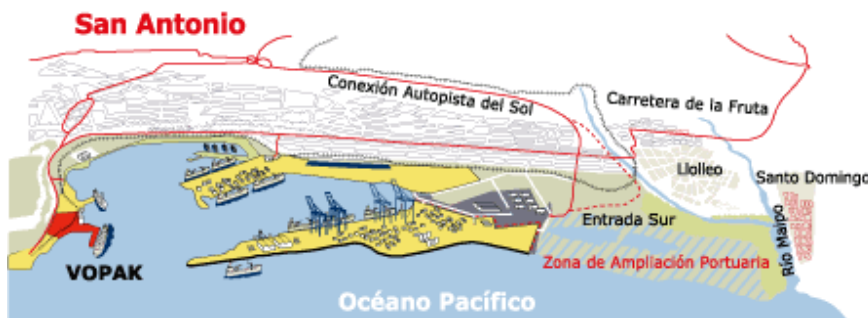 San Antonio
Conexión Autopista del Sol
Carretera de la Fruta
Llolleo
Santo Domingo
Entrada Sur
Río Maipo
VOPAK
Zona de Ampliación Portuaria
Océano Pacífico